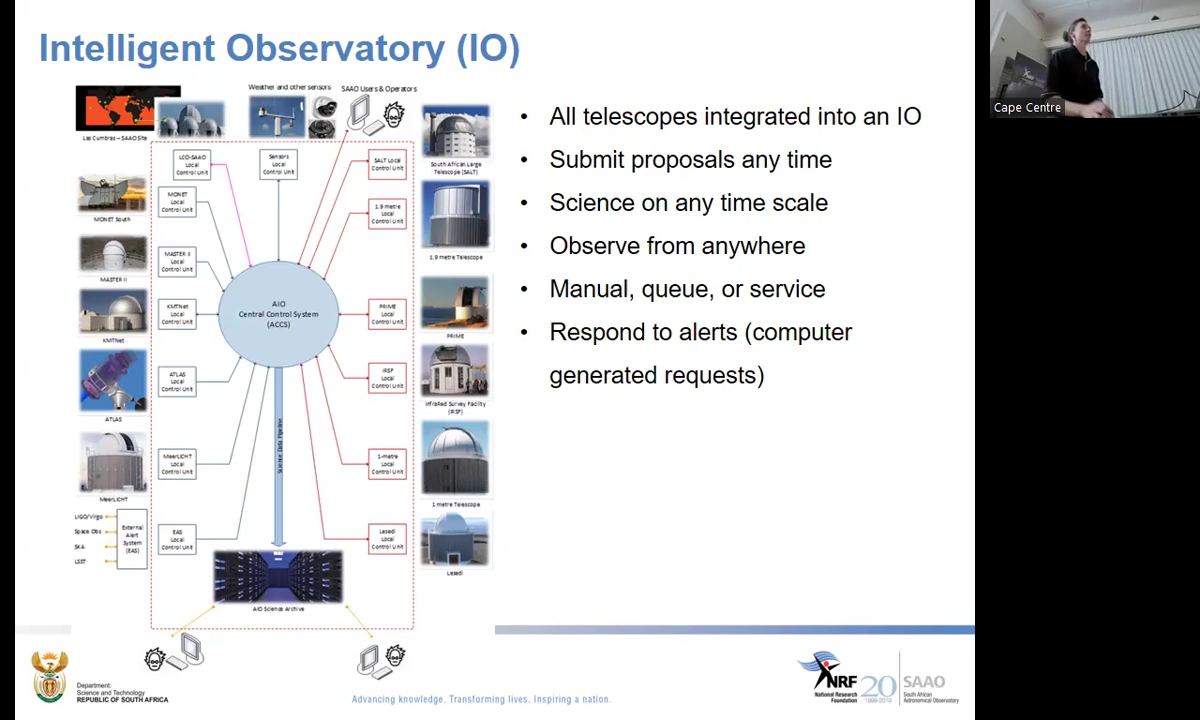 Intelligent Observatory (IO)
Weather and other sensors
SAAO Users & Operators
Las Cumbras – SAAO Site
LCO-SAAO
Local
Control Unit
Sensors
Local
Control Unit
SALT Local
Control Unit
South African Large
Telescope (SALT)
MONET
Local
Control Unit
MONET South
1.9 metre
Local
Control Unit
1.9 metre Telescope
MASTER II
Local
Control Unit
MASTER II
AIO
Central Control System
(ACCS)
KMTNet
Local
Control Unit
KMTNet
PRIME
Local
Control Unit
PRIME
ATLAS
Local
Control Unit
ATLAS
IRSF
Local
Control Unit
InfraRed Survey Facility
(IRSF)
Science Data Pipeline
MeerLICHT
Local
Control Unit
MeerLICHT
1-metre
Local
Control Unit
1 metre Telescope
LIGO/Virgo
Space Obs
SKA
LSST
External
Alert
System
(EAS)
EAS
Local
Control Unit
Lesedi
Local
Control Unit
Lesedi
AIO Science Archive
• All telescopes integrated into an IO
• Submit proposals any time
• Science on any time scale
• Observe from anywhere
• Manual, queue, or service
• Respond to alerts (computer
generated requests)
Cape Centre
Department:
Science and Technology
REPUBLIC OF SOUTH AFRICA
Advancing knowledge. Transforming lives. Inspiring a nation.
NRF
National Research
Foundation
20
SAAO
South African
Astronomical Observatory